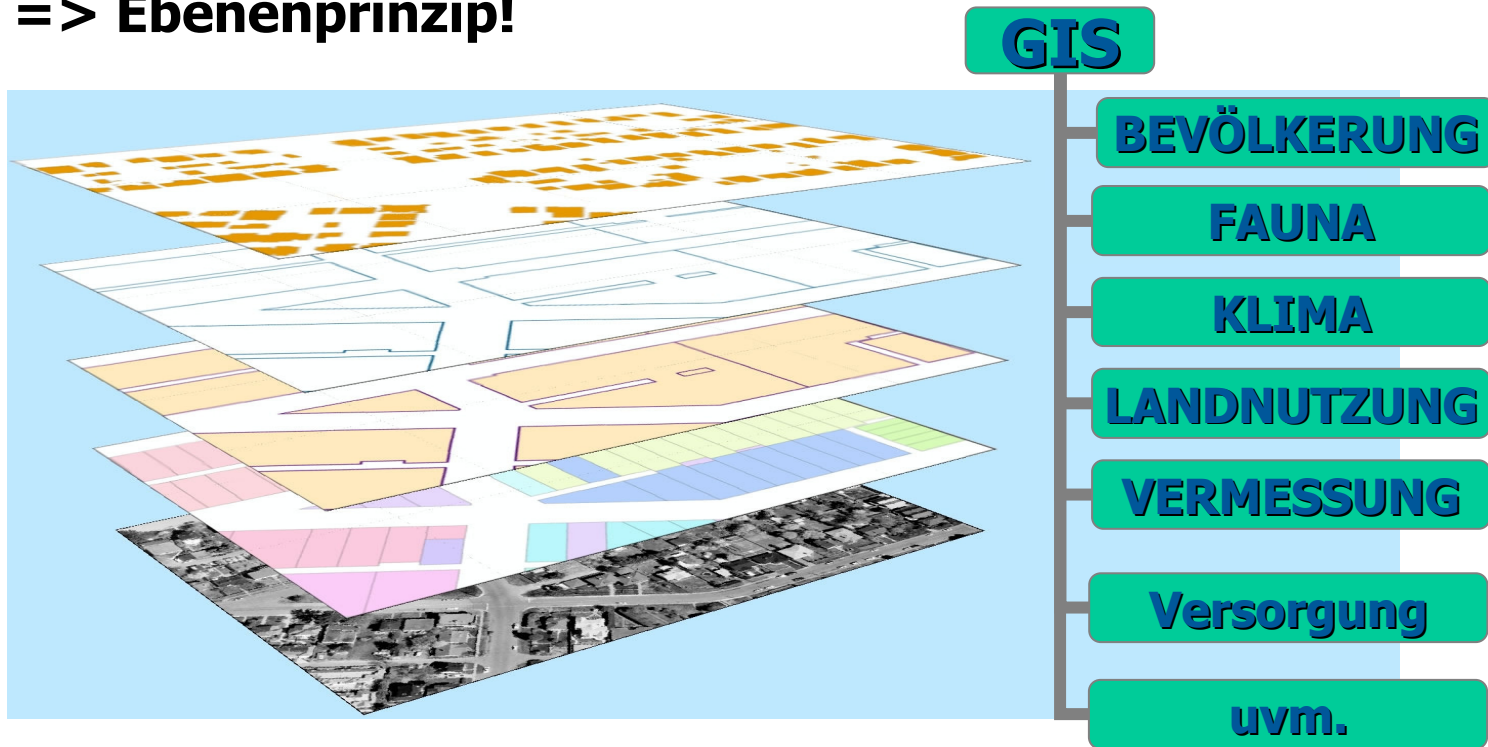 => Ebenenprinzip!
GIS
BEVÖLKERUNG
FAUNA
KLIMA
LANDNUTZUNG
VERMESSUNG
Versorgung
uvm.